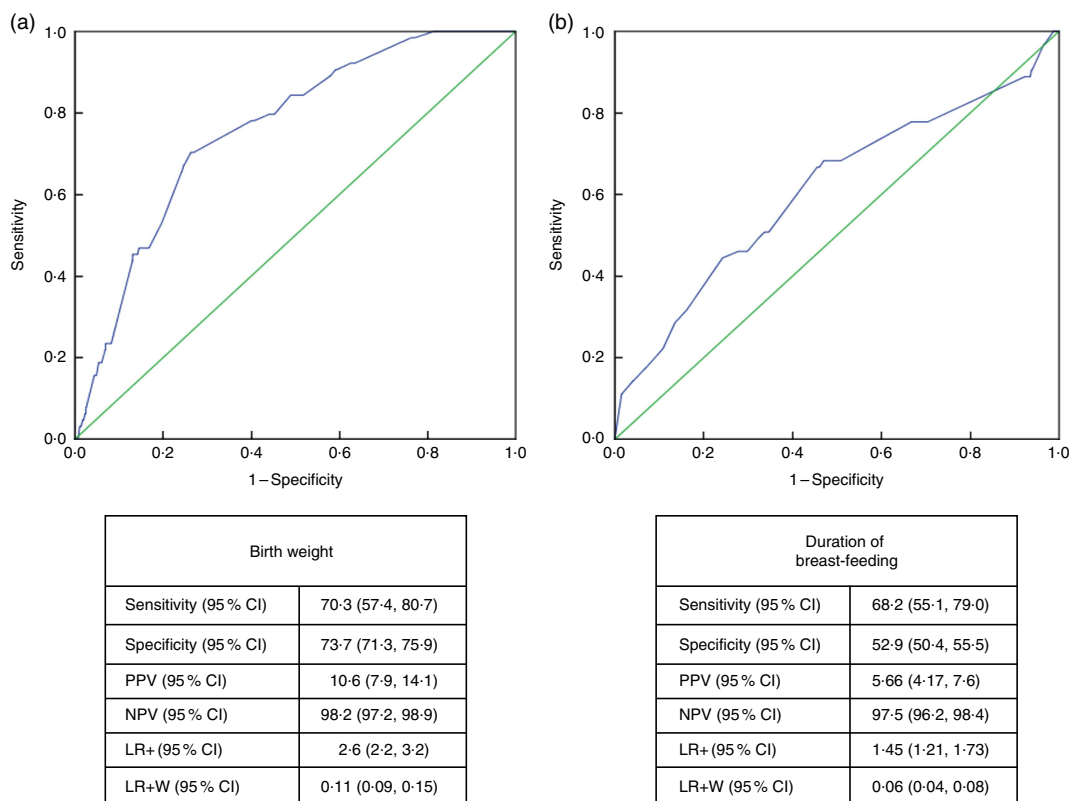 (a)
1·0
0·8
0·6
0·4
0·2
0·0
Sensitivity
0·0 0·2 0·4 0·6 0·8 1·0
1–Specificity
Birth weight
Sensitivity (95 % CI) 70·3 (57·4, 80·7)
Specificity (95 % CI) 73·7 (71·3, 75·9)
PPV (95 % CI) 10·6 (7·9, 14·1)
NPV (95 % CI) 98·2 (97·2, 98·9)
LR+ (95 % CI) 2·6 (2·2, 3·2)
LR+W (95 % CI) 0·11 (0·09, 0·15)
(b)
1·0
0·8
0·6
0·4
0·2
0·0
Sensitivity
0·0 0·2 0·4 0·6 0·8 1·0
1–Specificity
Duration of
breast-feeding
Sensitivity (95 % CI) 68·2 (55·1, 79·0)
Specificity (95 % CI) 52·9 (50·4, 55·5)
PPV (95 % CI) 5·66 (4·17, 7·6)
NPV (95 % CI) 97·5 (96·2, 98·4)
LR+ (95 % CI) 1·45 (1·21, 1·73)
LR+W (95 % CI) 0·06 (0·04, 0·08)